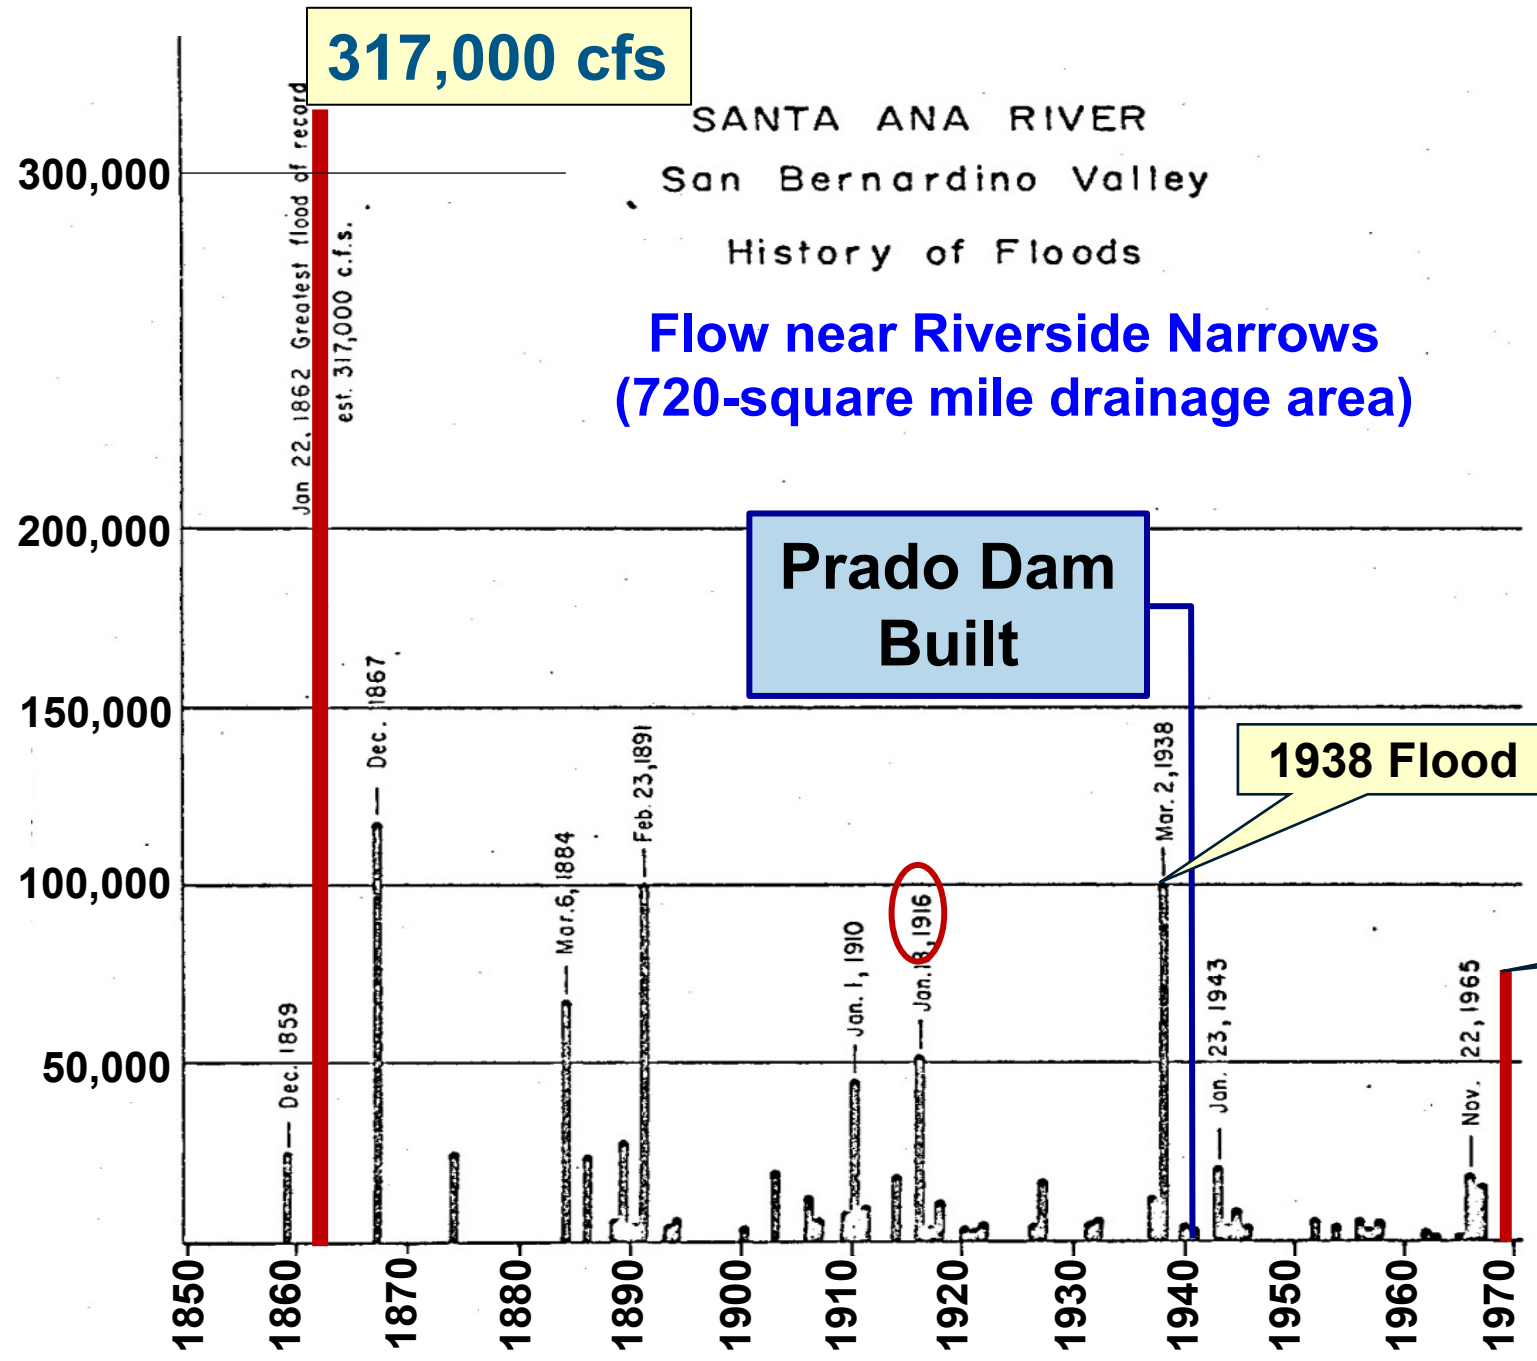 317,000 cfs
SANTA ANA RIVER
San Bernardino Valley
History of Floods
Flow near Riverside Narrows
(720-square mile drainage area)
300,000
200,000
150,000
100,000
50,000
Jan 22, 1862 Greatest flood of record
est. 317,000 c.f.s.
Prado Dam
Built
1938 Flood
Dec. 1859
Dec. 1867
Mar. 6, 1884
Feb. 23, 1891
Jan. 1, 1910
Jan. 18, 1916
Mar. 2, 1938
Jan. 23, 1943
Nov. 22, 1965
1850
1860
1870
1880
1890
1900
1910
1920
1930
1940
1950
1960
1970